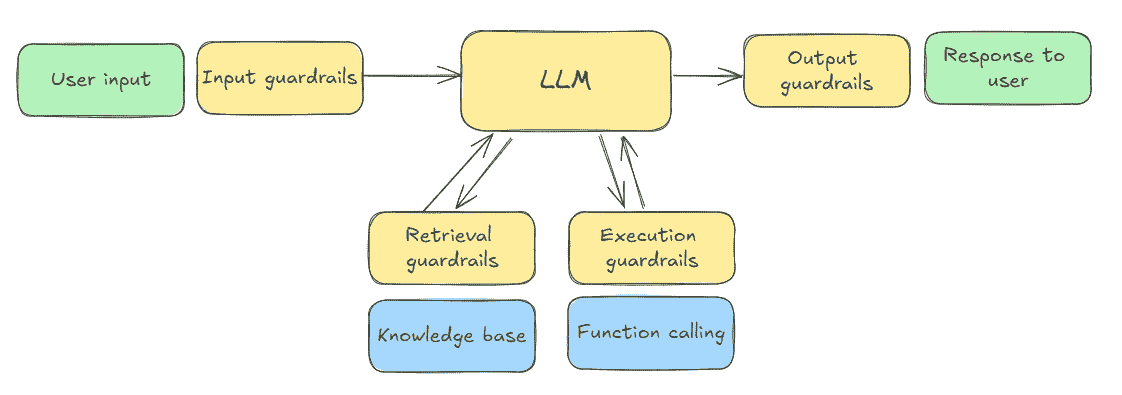 User input
Input guardrails
LLM
Output
guardrails
Response to
user
Retrieval
guardrails
Execution
guardrails
Knowledge base
Function calling